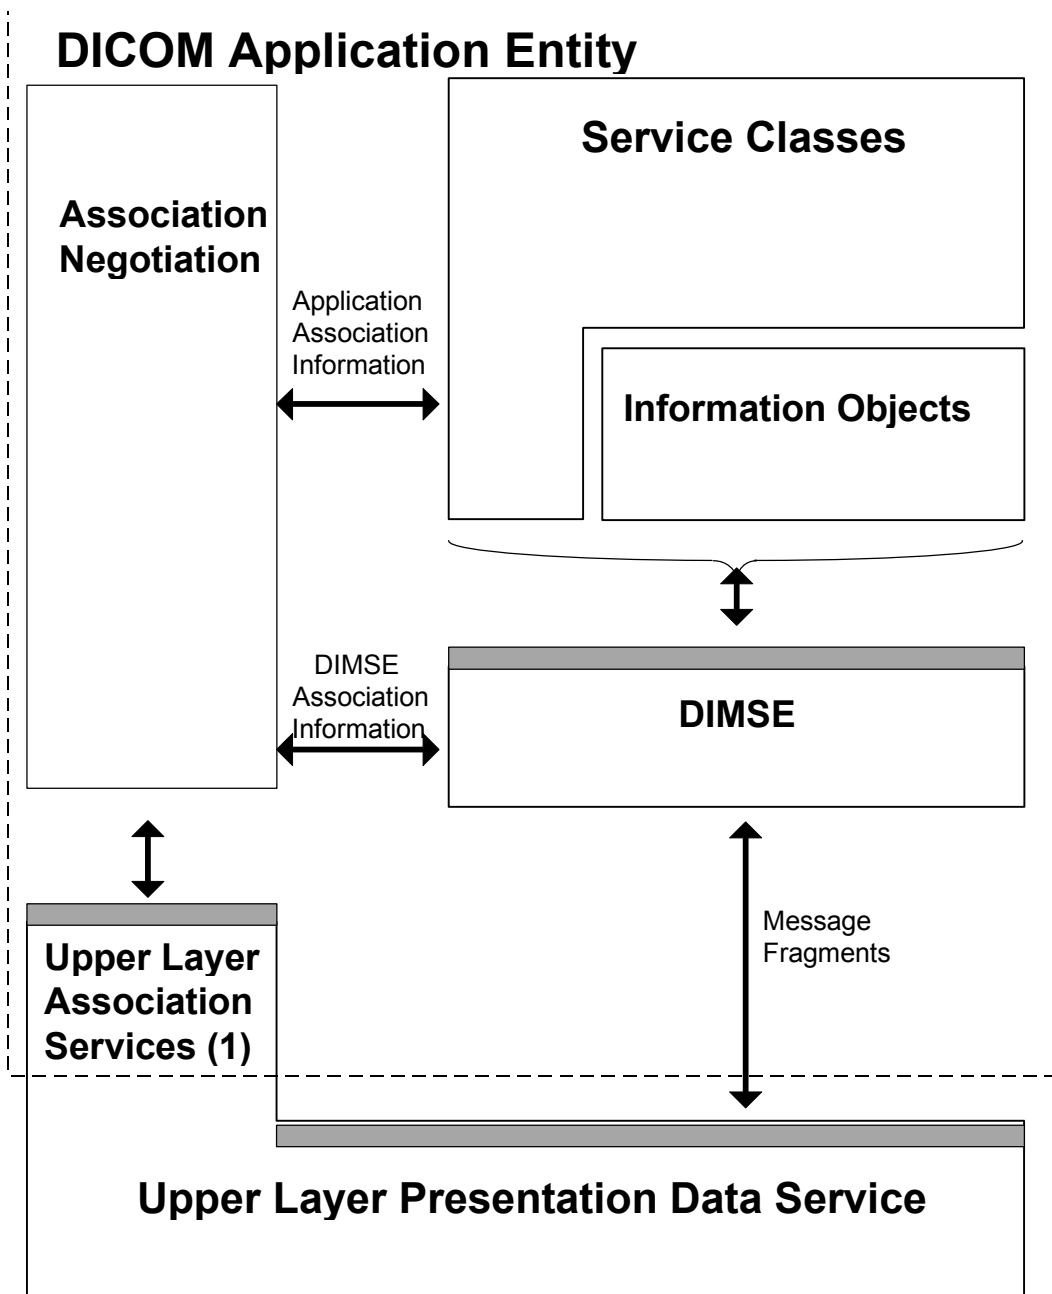 DICOM Application Entity
Service Classes
Association
Negotiation
Application
Association
Information
Information Objects
DIMSE
Association
Information
DIMSE
Message
Fragments
Upper Layer
Association
Services (1)
Upper Layer Presentation Data Service